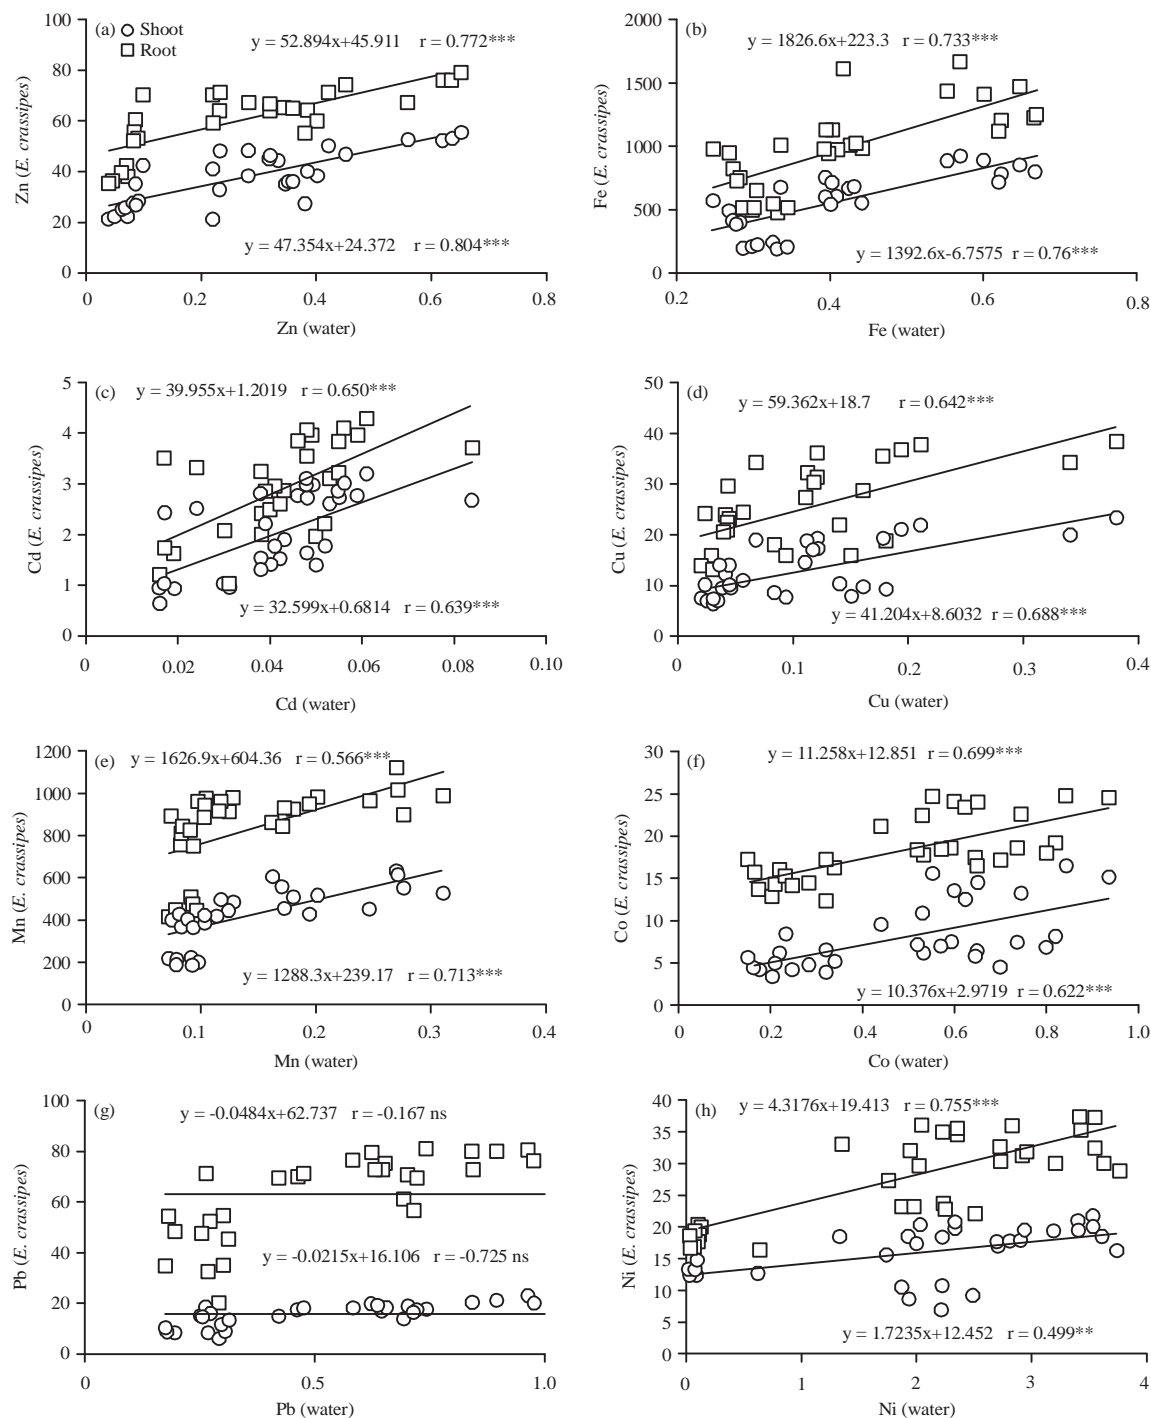 (a)
Shoot
Root
y = 52.894x+45.911 r = 0.772***
y = 47.354x+24.372 r = 0.804***
100
80
60
40
20
0
0 0.2 0.4 0.6 0.8
Zn (E. crassipes)
Zn (water)
(b)
y = 1826.6x+223.3 r = 0.733***
y = 1392.6x-6.7575 r = 0.76***
2000
1500
1000
500
0
0.2 0.4 0.6 0.8
Fe (E. crassipes)
Fe (water)
(c)
y = 39.955x+1.2019 r = 0.650***
y = 32.599x+0.6814 r = 0.639***
5
4
3
2
1
0
0 0.02 0.04 0.06 0.08 0.10
Cd (E. crassipes)
Cd (water)
(d)
y = 59.362x+18.7 r = 0.642***
y = 41.204x+8.6032 r = 0.688***
50
40
30
20
10
0
0 0.1 0.2 0.3 0.4
Cu (E. crassipes)
Cu (water)
(e)
y = 1626.9x+604.36 r = 0.566***
y = 1288.3x+239.17 r = 0.713***
1200
1000
800
600
400
200
0
0 0.1 0.2 0.3 0.4
Mn (E. crassipes)
Mn (water)
(f)
y = 11.258x+12.851 r = 0.699***
y = 10.376x+2.9719 r = 0.622***
30
25
20
15
10
5
0
0 0.2 0.4 0.6 0.8 1.0
Co (E. crassipes)
Co (water)
(g)
y = -0.0484x+62.737 r = -0.167 ns
y = -0.0215x+16.106 r = -0.725 ns
100
80
60
40
20
0
0 0.5 1.0
Pb (E. crassipes)
Pb (water)
(h)
y = 4.3176x+19.413 r = 0.755***
y = 1.7235x+12.452 r = 0.499**
40
35
30
25
20
15
10
5
0
0 1 2 3 4
Ni (E. crassipes)
Ni (water)